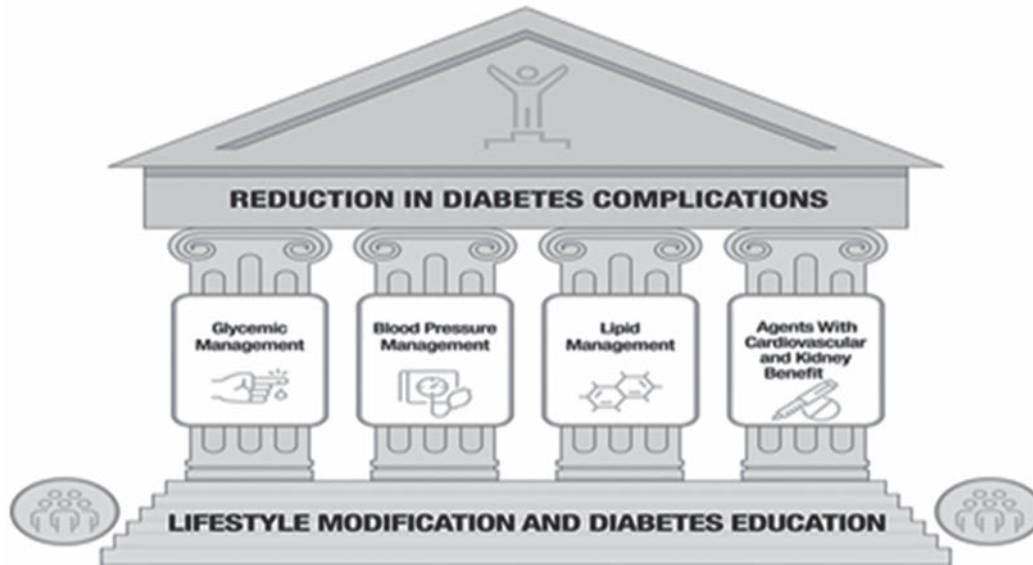 REDUCTION IN DIABETES COMPLICATIONS
Glycemic
Management
Blood Pressure
Management
Lipid
Management
Agents With
Cardiovascular
and Kidney
Benefit
LIFESTYLE MODIFICATION AND DIABETES EDUCATION